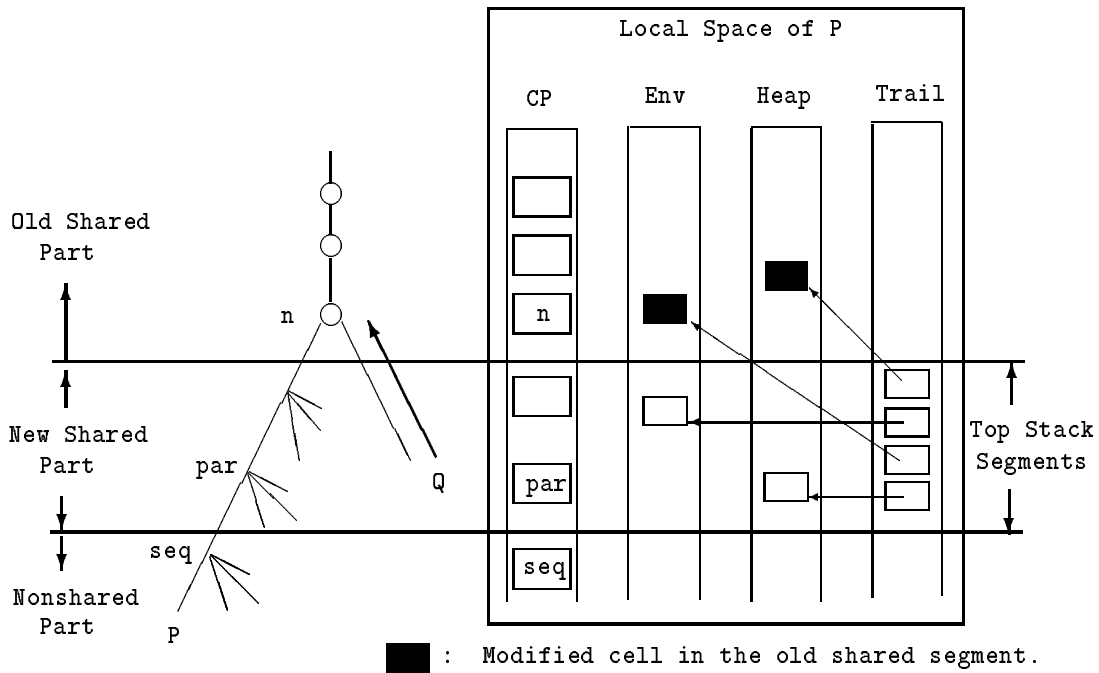 Local Space of P
CP
Env
Heap
Trail
Old Shared
Part
n
n
New Shared
Part
par
Q
par
Top Stack
Segments
seq
seq
Nonshared
Part
P
: Modified cell in the old shared segment.